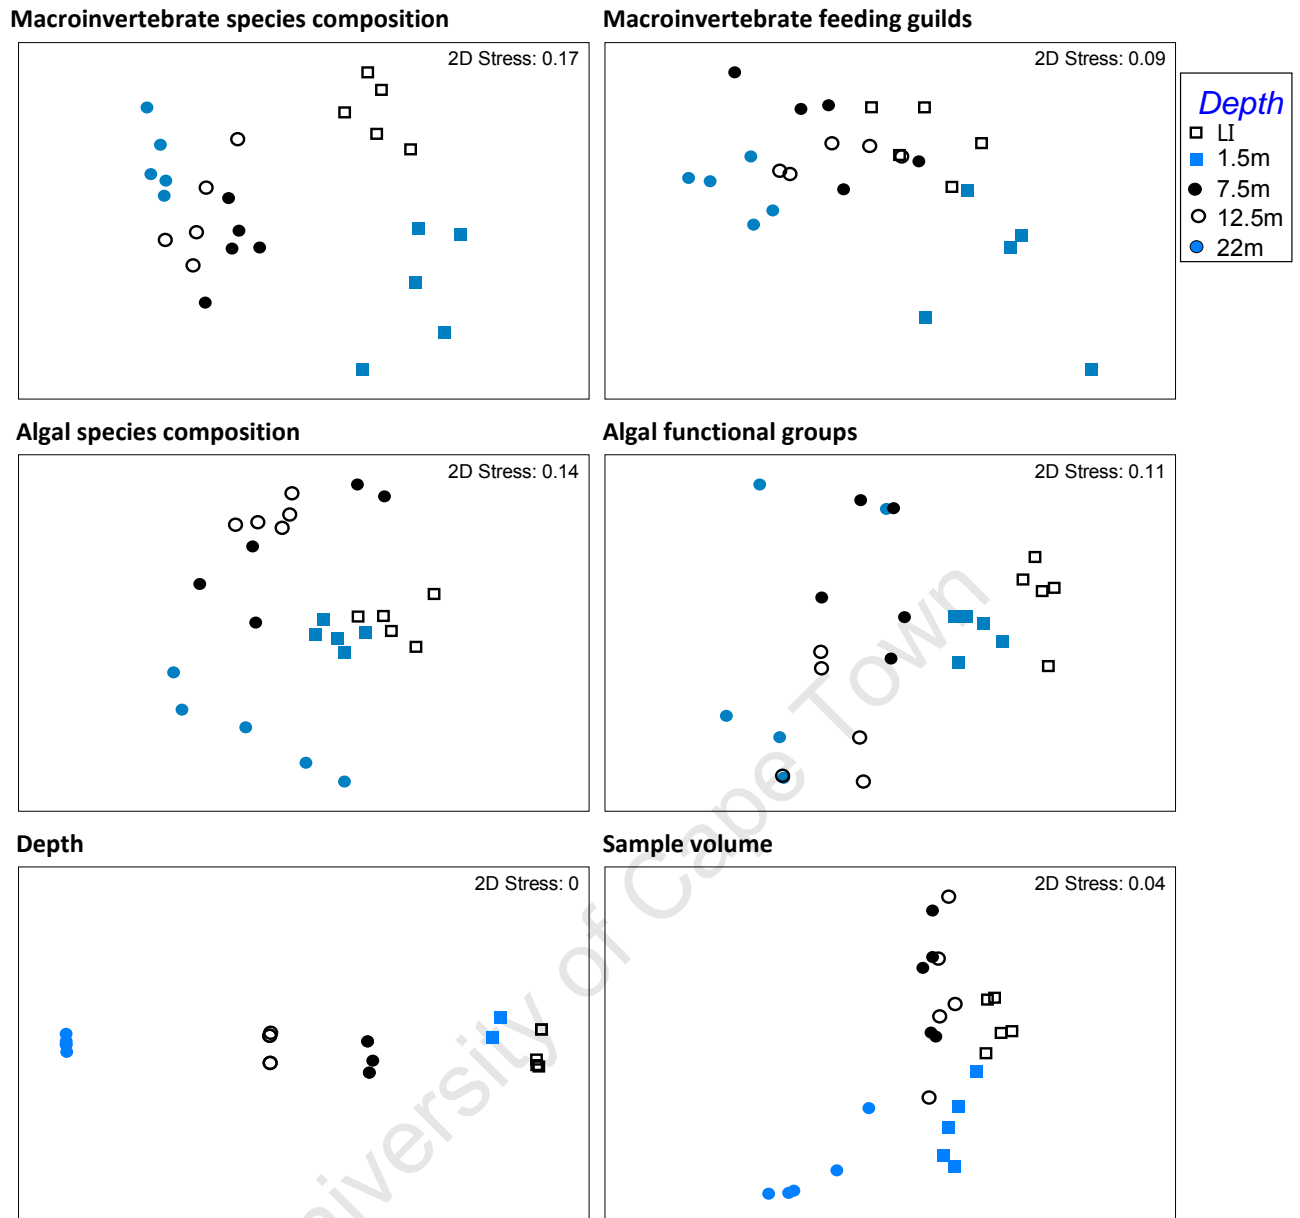 Macroinvertebrate species composition
Macroinvertebrate feeding guilds
2D Stress: 0.17
2D Stress: 0.09
Depth
LI
1.5m
7.5m
12.5m
22m
Algal species composition
Algal functional groups
2D Stress: 0.14
2D Stress: 0.11
Depth
Sample volume
2D Stress: 0
2D Stress: 0.04
niversity of Cape Town